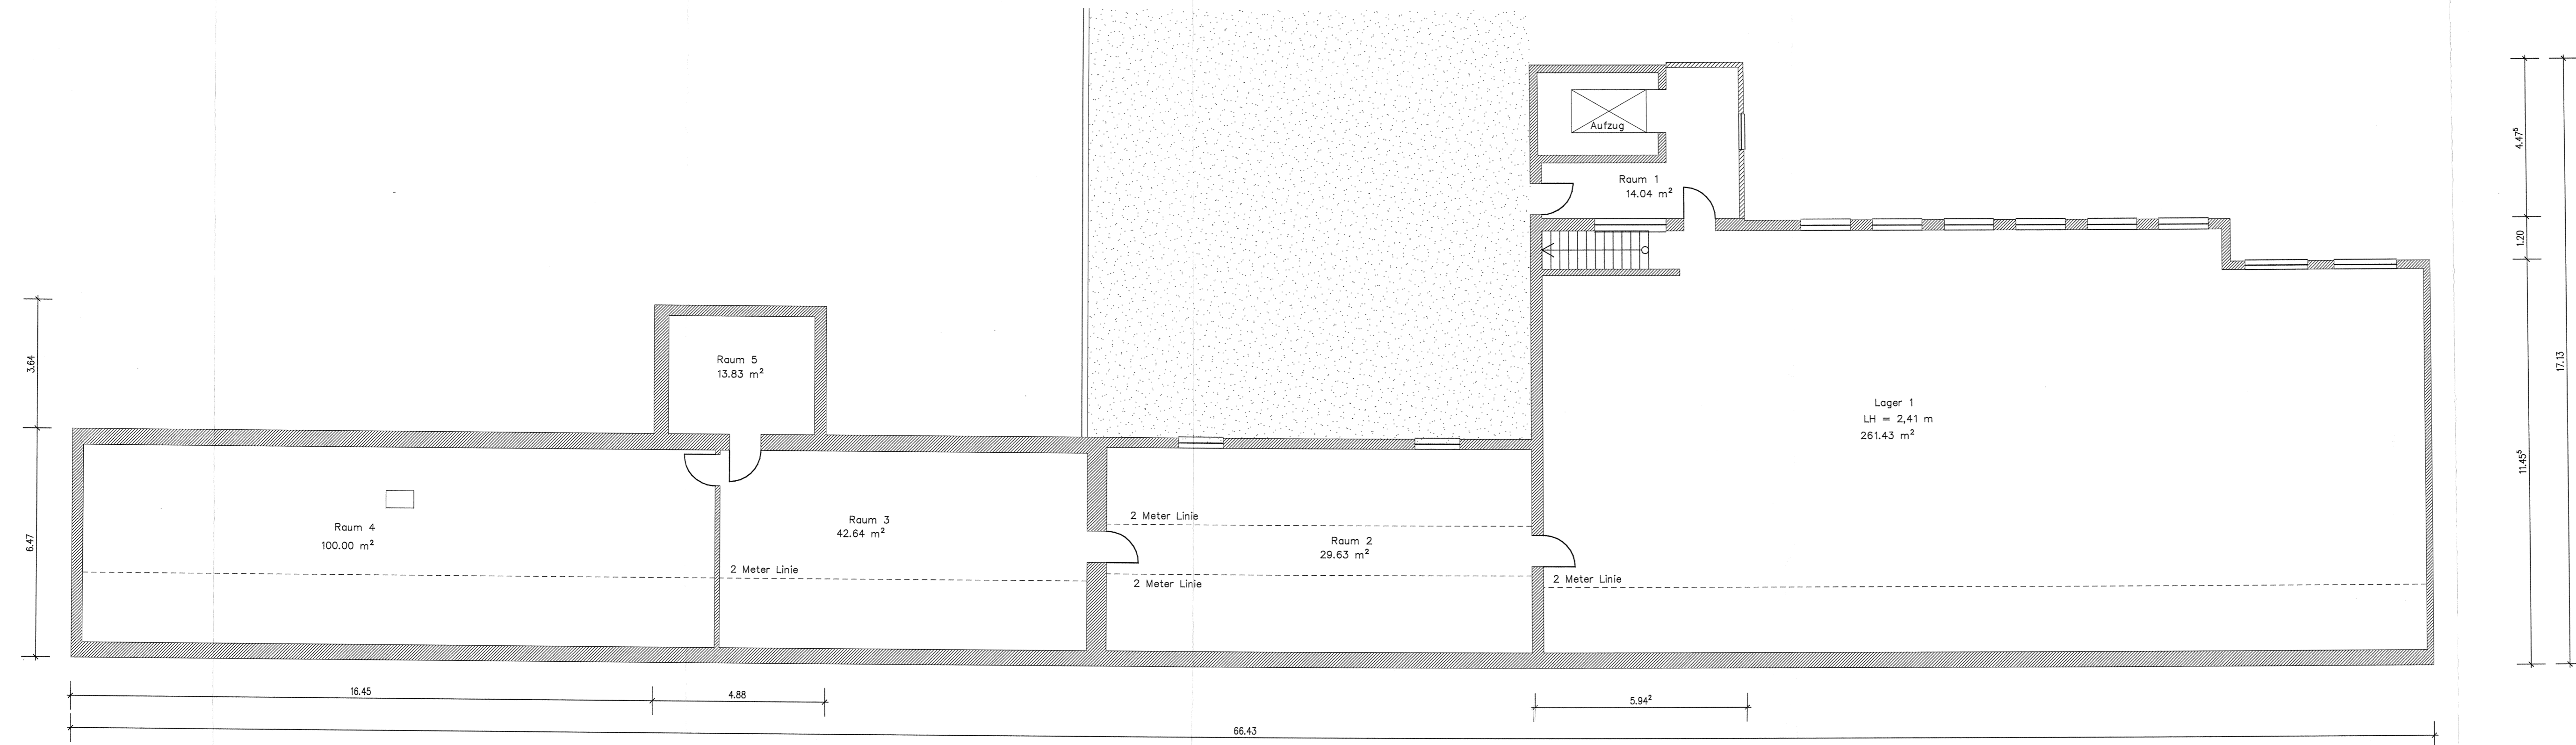 Aufzug
Raum 1
14.04 m²
4.47⁵
1.20
17.13
Raum 5
13.83 m²
3.64
Lager 1
LH = 2,41 m
261.43 m²
11.45⁵
Raum 4
100.00 m²
Raum 3
42.64 m²
2 Meter Linie
Raum 2
29.63 m²
6.47
2 Meter Linie
2 Meter Linie
2 Meter Linie
16.45
4.88
5.94²
66.43